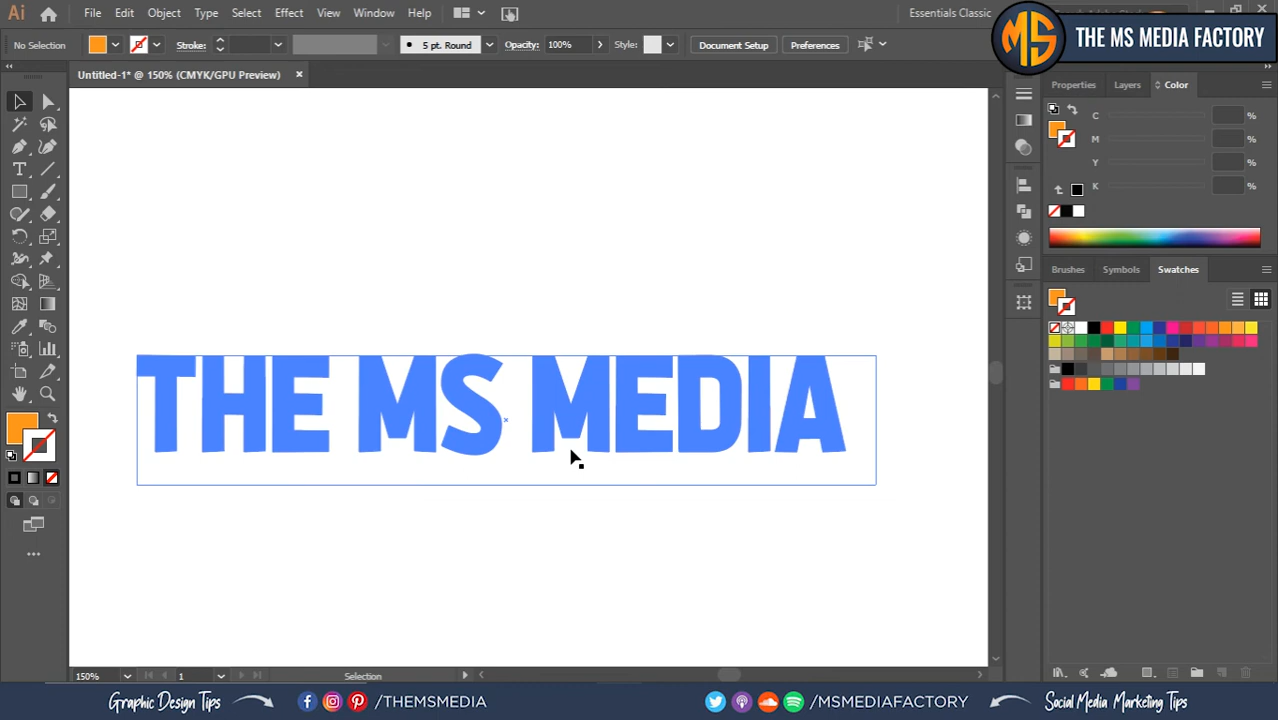 Ai File Edit Object Type Select Effect View Window Help Essentials Classic
MS THE MS MEDIA FACTORY
No Selection Stroke: 5 pt. Round Opacity: 100% Style: Document Setup Preferences
Untitled-1* @ 150% (CMYK/GPU Preview)
Properties Layers Color
C %
M %
Y %
K %
Brushes Symbols Swatches
THE MS MEDIA
150% 1 Selection
Graphic Design Tips /THEMSMEDIA /MSMEDIAFACTORY Social Media Marketing Tips